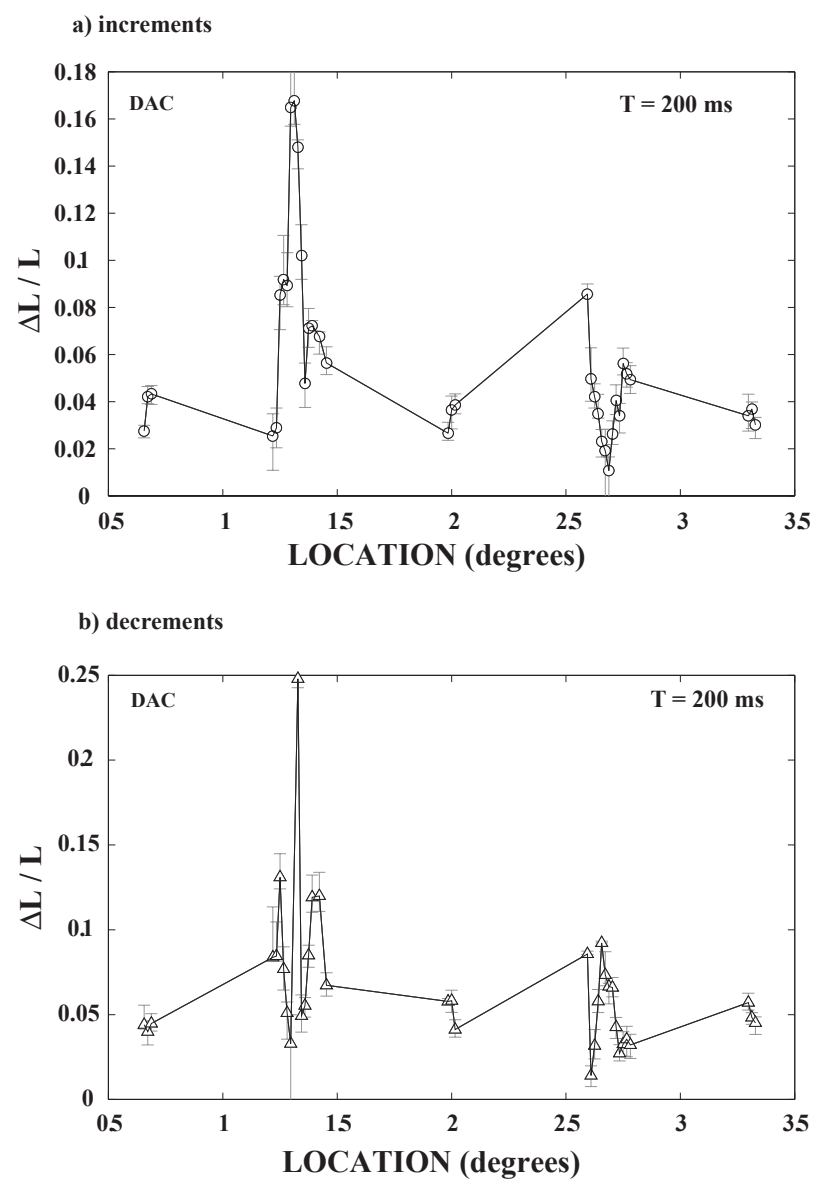 a) increments
0.18
DAC
T = 200 ms
0.16
0.14
0.12
0.1
0.08
0.06
0.04
0.02
0
ΔL / L
05 1 15 2 25 3 35
LOCATION (degrees)
b) decrements
0.25
DAC
T = 200 ms
0.2
0.15
0.1
0.05
0
ΔL / L
05 1 15 2 25 3 35
LOCATION (degrees)